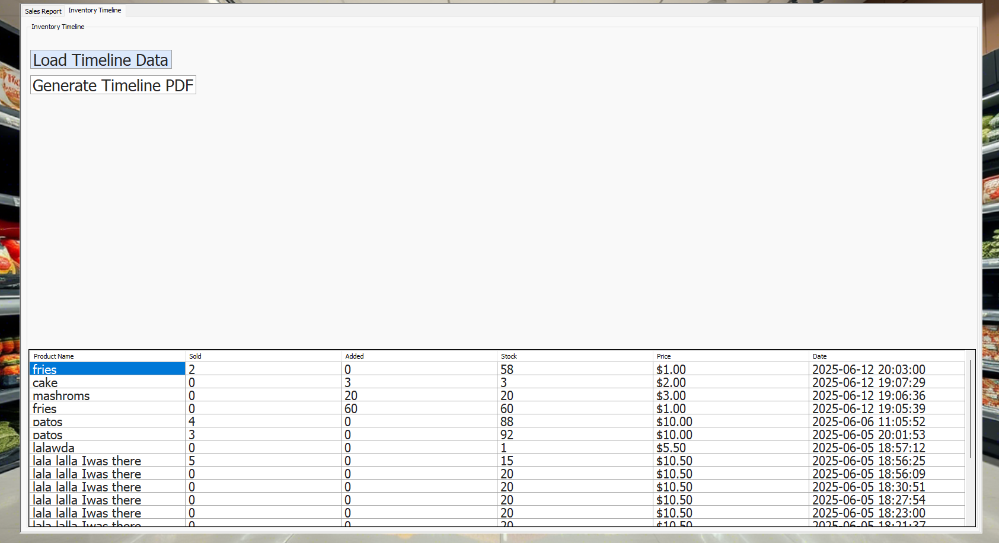 Sales Report Inventory Timeline
Inventory Timeline
Load Timeline Data
Generate Timeline PDF
Product Name Sold Added Stock Price Date
fries 2 0 58 $1.00 2025-06-12 20:03:00
cake 0 3 3 $2.00 2025-06-12 19:07:29
mashroms 0 20 20 $3.00 2025-06-12 19:06:36
fries 0 60 60 $1.00 2025-06-12 19:05:39
patos 4 0 88 $10.00 2025-06-06 11:05:52
patos 3 0 92 $10.00 2025-06-05 20:01:53
lalawda 0 0 1 $5.50 2025-06-05 18:57:12
lala lalla Iwas there 5 0 15 $10.50 2025-06-05 18:56:25
lala lalla Iwas there 0 0 20 $10.50 2025-06-05 18:56:09
lala lalla Iwas there 0 0 20 $10.50 2025-06-05 18:30:51
lala lalla Iwas there 0 0 20 $10.50 2025-06-05 18:27:54
lala lalla Iwas there 0 0 20 $10.50 2025-06-05 18:23:00
lala lalla Iwas there 0 0 20 $10.50 2025-06-05 18:21:37